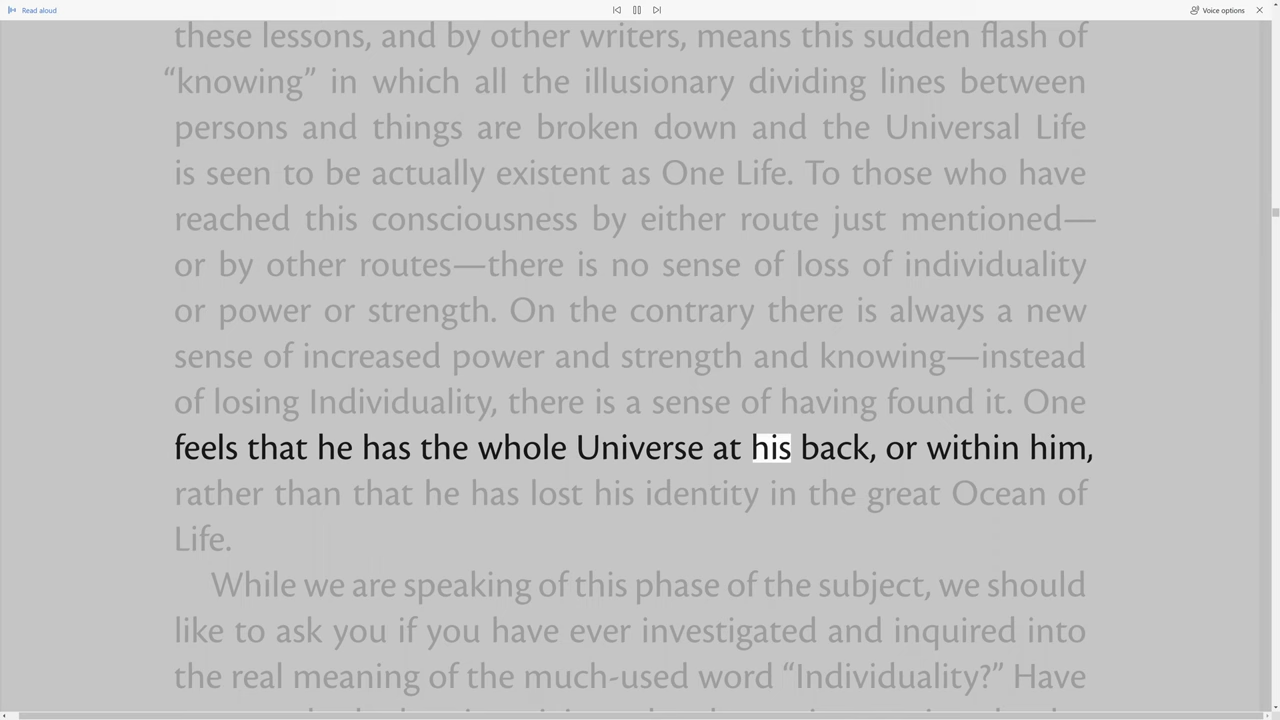 Read aloud
Voice options
these lessons, and by other writers, means this sudden flash of
“knowing” in which all the illusionary dividing lines between
persons and things are broken down and the Universal Life
is seen to be actually existent as One Life. To those who have
reached this consciousness by either route just mentioned—
or by other routes—there is no sense of loss of individuality
or power or strength. On the contrary there is always a new
sense of increased power and strength and knowing—instead
of losing Individuality, there is a sense of having found it. One
feels that he has the whole Universe at his back, or within him,
rather than that he has lost his identity in the great Ocean of
Life.
While we are speaking of this phase of the subject, we should
like to ask you if you have ever investigated and inquired into
the real meaning of the much-used word “Individuality?” Have